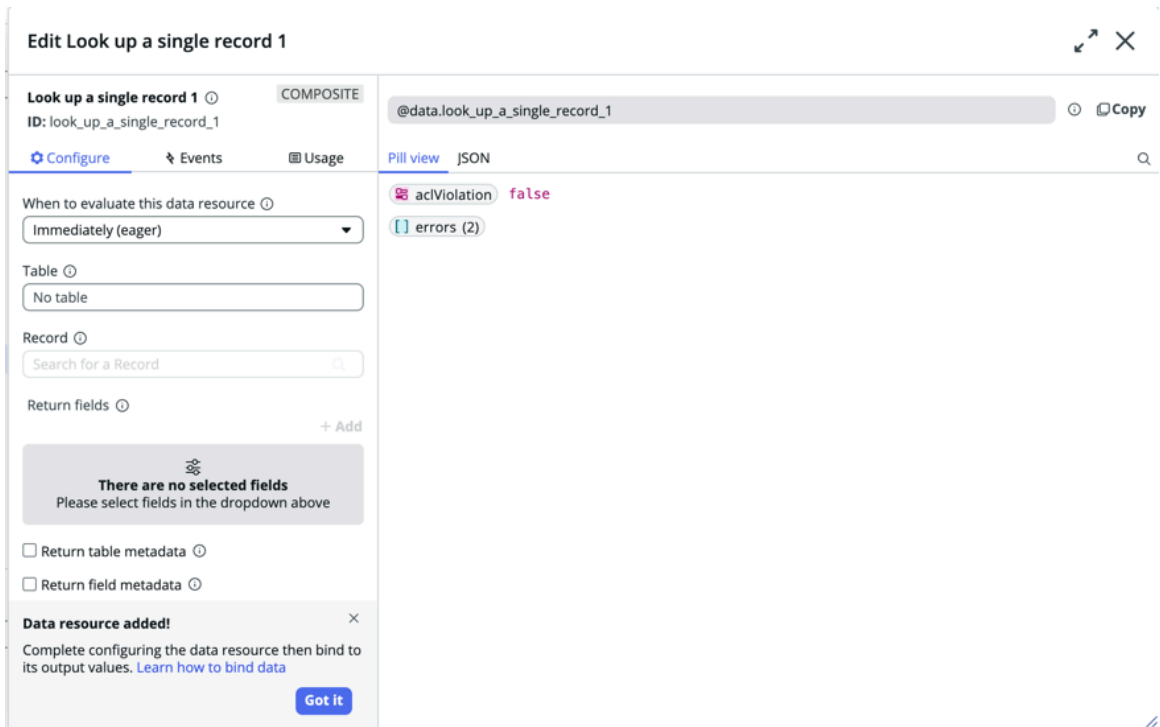 Edit Look up a single record 1
Look up a single record 1
COMPOSITE
ID: look_up_a_single_record_1
Configure
Events
Usage
When to evaluate this data resource
Immediately (eager)
Table
No table
Record
Search for a Record
Return fields
+ Add
There are no selected fields
Please select fields in the dropdown above
Return table metadata
Return field metadata
Data resource added!
Complete configuring the data resource then bind to
its output values. Learn how to bind data
Got it
@data.look_up_a_single_record_1
Copy
Pill view
JSON
aclViolation false
[] errors (2)